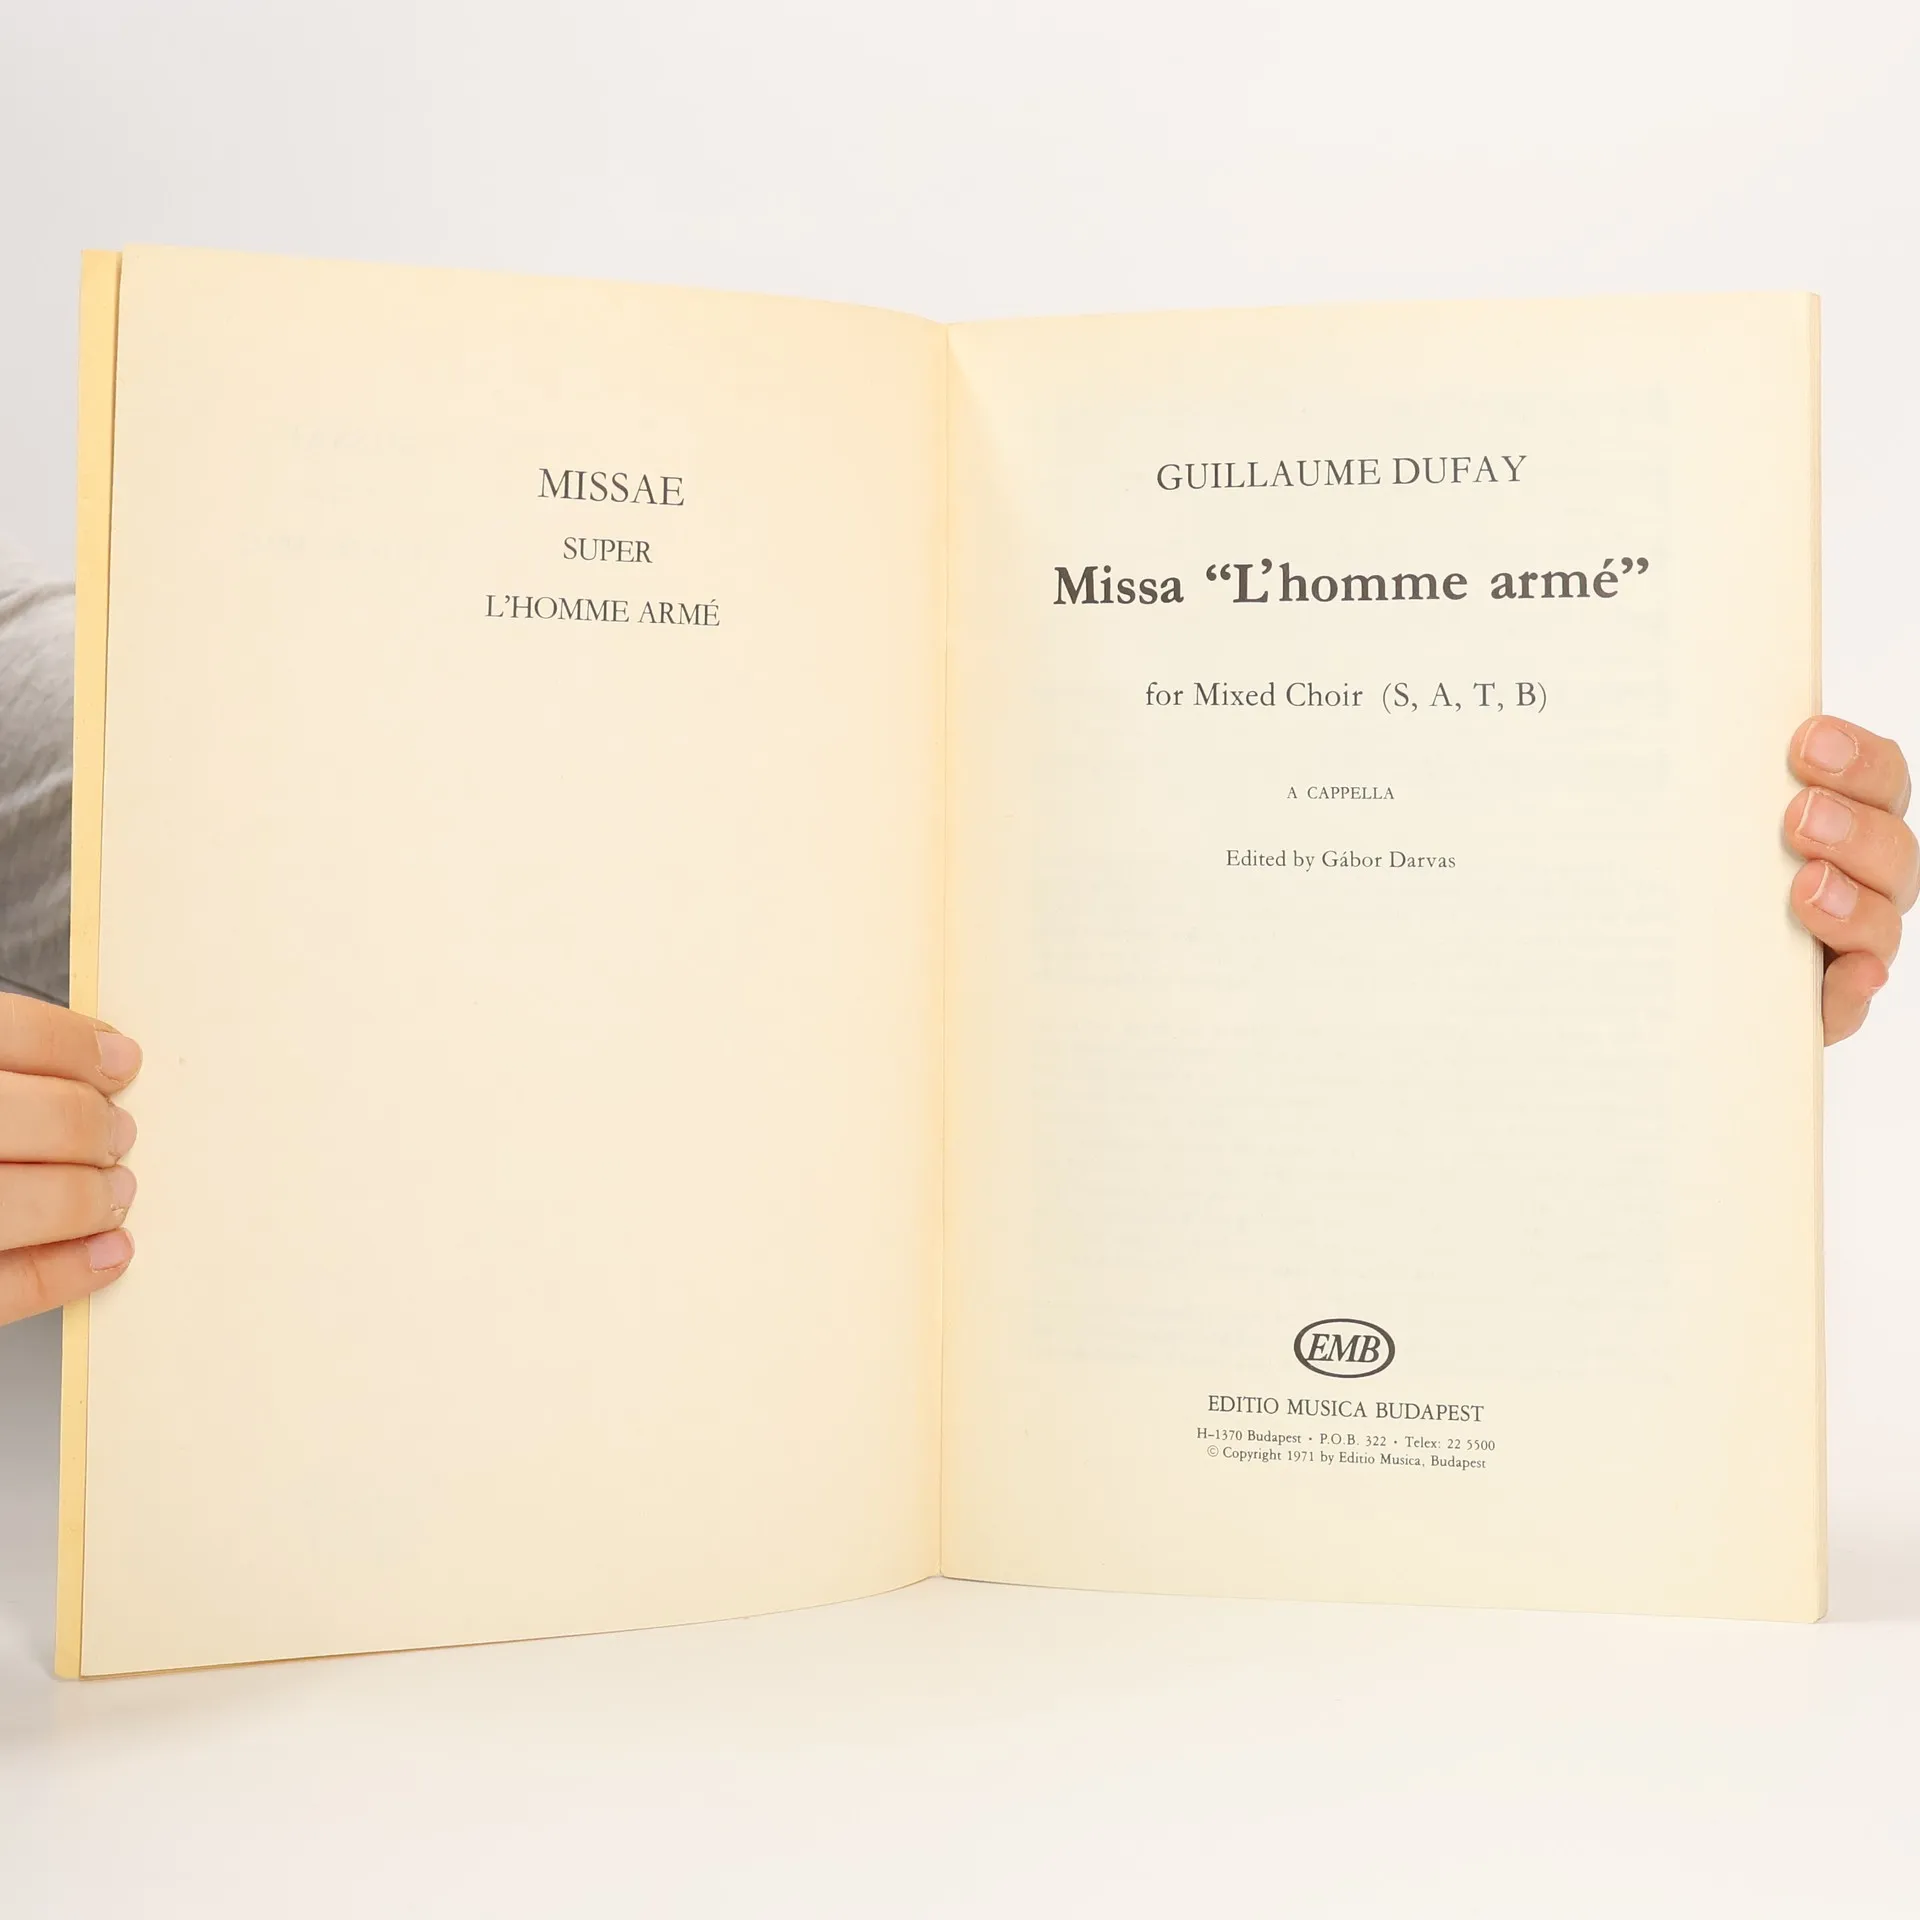 MISSAE
SUPER
L’HOMME ARMÉ
GUILLAUME DUFAY
Missa “L’homme armé”
for Mixed Choir (S, A, T, B)
A CAPPELLA
Edited by Gábor Darvas
EMB
EDITIO MUSICA BUDAPEST
H–1370 Budapest • P.O.B. 322 • Telex: 22 5500
© Copyright 1971 by Editio Musica, Budapest